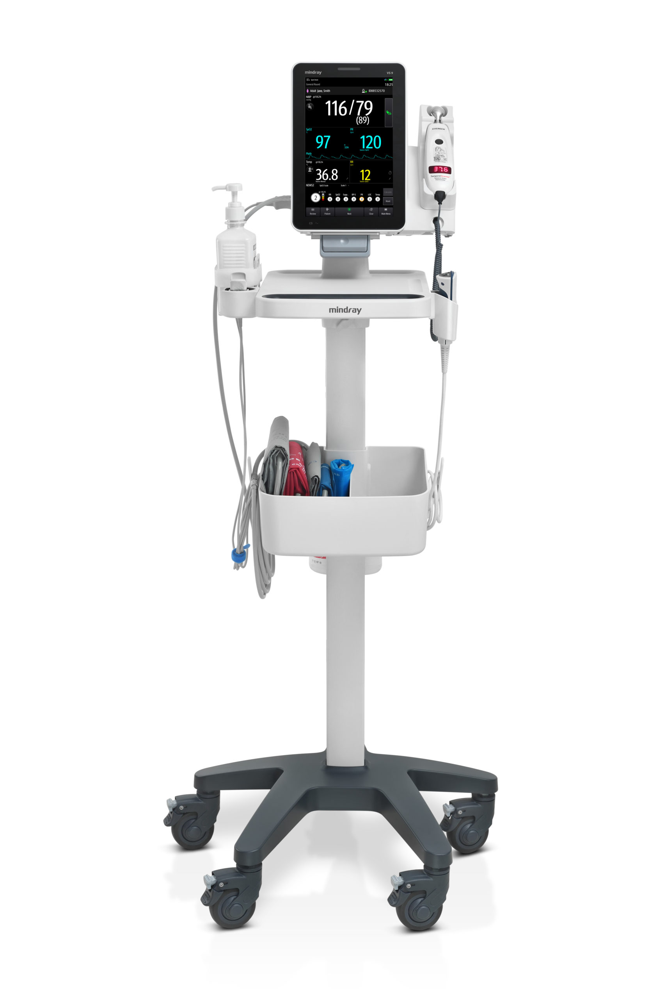 mindray
VS 9
Spot Check
General Round
18:25
Adult Jane, Smith
ID88532570
NIBP @18:24
mmHg
116/79
(89)
SpO2
PR
bpm
97
120
3.04
Source: SpO2
Pleth
Temp @18:24
RR
°C
rpm
36.8
12
Source: Manual
Source: SpO2
NEWS2 SpO2 Scale Scale 1
@ 18:25
RR SpO2 Supp... BP-S PR LOC Temp
2 0 0 0 0 2 0 0
Reset
Review Patient Next Clear Main Menu
EXERGEN
37.6
TemporalScanner
Temporal Artery
Thermometer
mindray